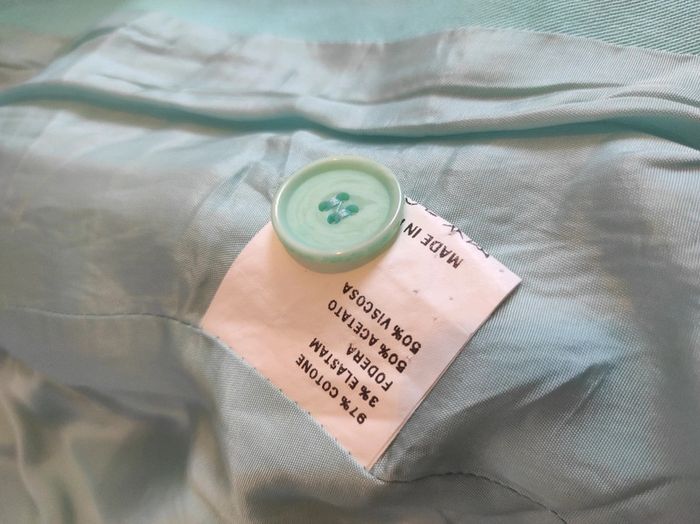 97% COTONE
3% ELASTAM
FODERA
50% ACETATO
50% VISCOSA
MADE IN